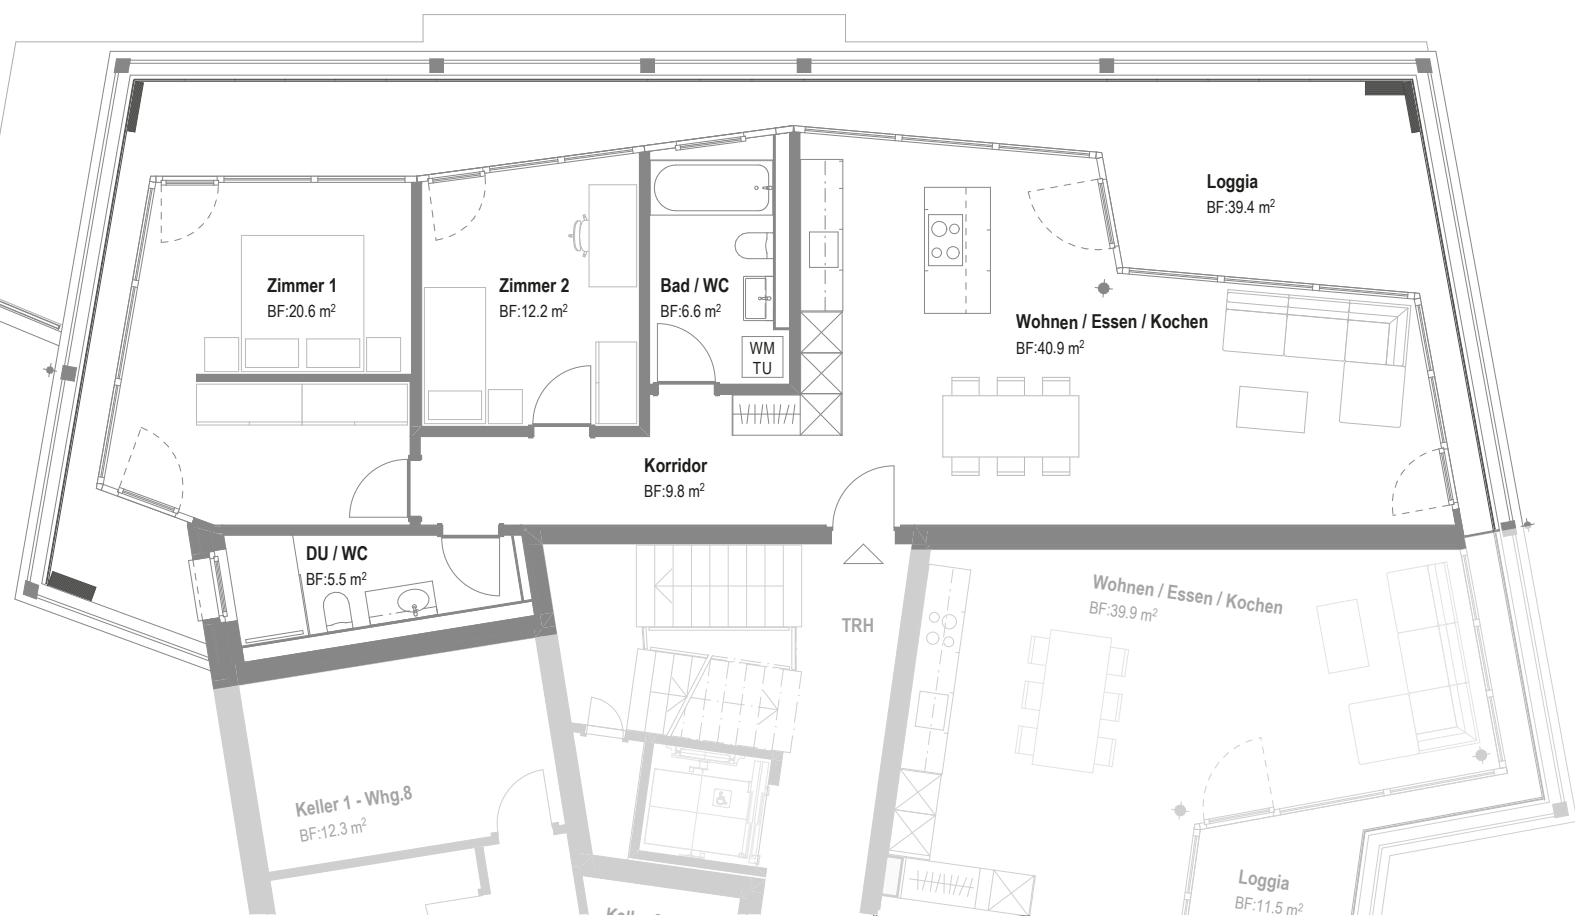 Loggia
BF:39.4 m²
Zimmer 1
BF:20.6 m²
Zimmer 2
BF:12.2 m²
Bad / WC
BF:6.6 m²
WM
TU
Wohnen / Essen / Kochen
BF:40.9 m²
Korridor
BF:9.8 m²
DU / WC
BF:5.5 m²
TRH
Wohnen / Essen / Kochen
BF:39.9 m²
Keller 1 - Whg.8
BF:12.3 m²
Loggia
BF:11.5 m²